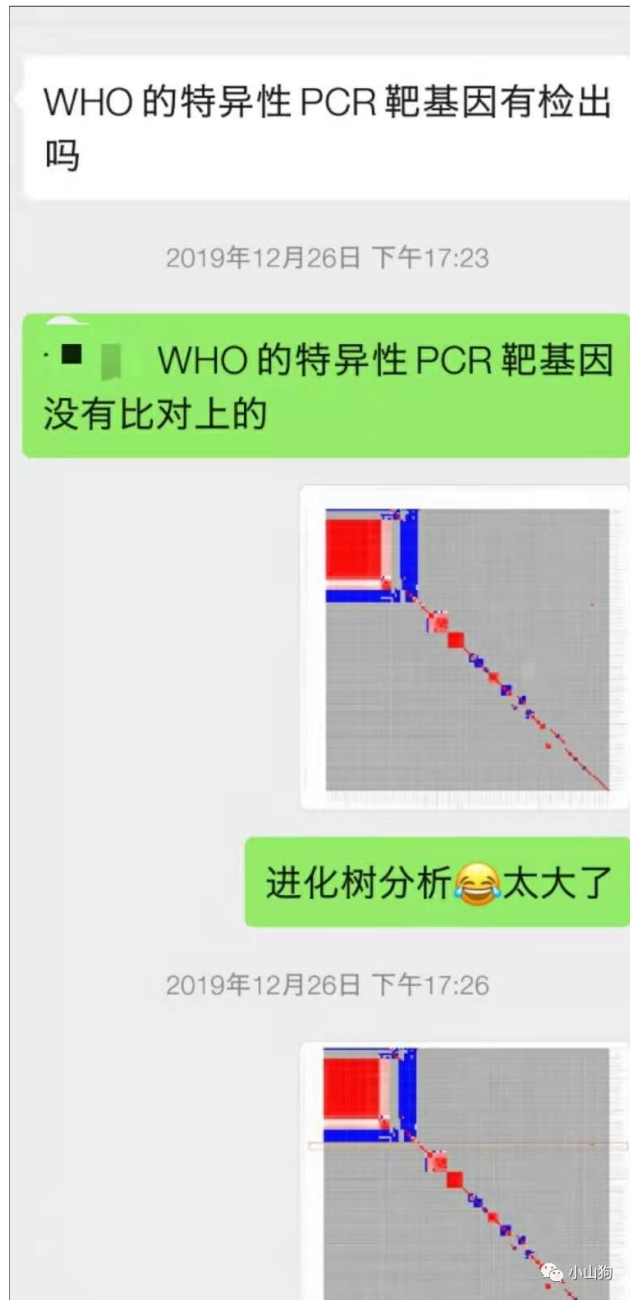 WHO 的特异性 PCR 靶基因有检出
吗
2019年12月26日 下午17:23
WHO 的特异性 PCR 靶基因
没有比对上的
进化树分析😂太大了
2019年12月26日 下午17:26
小山狗